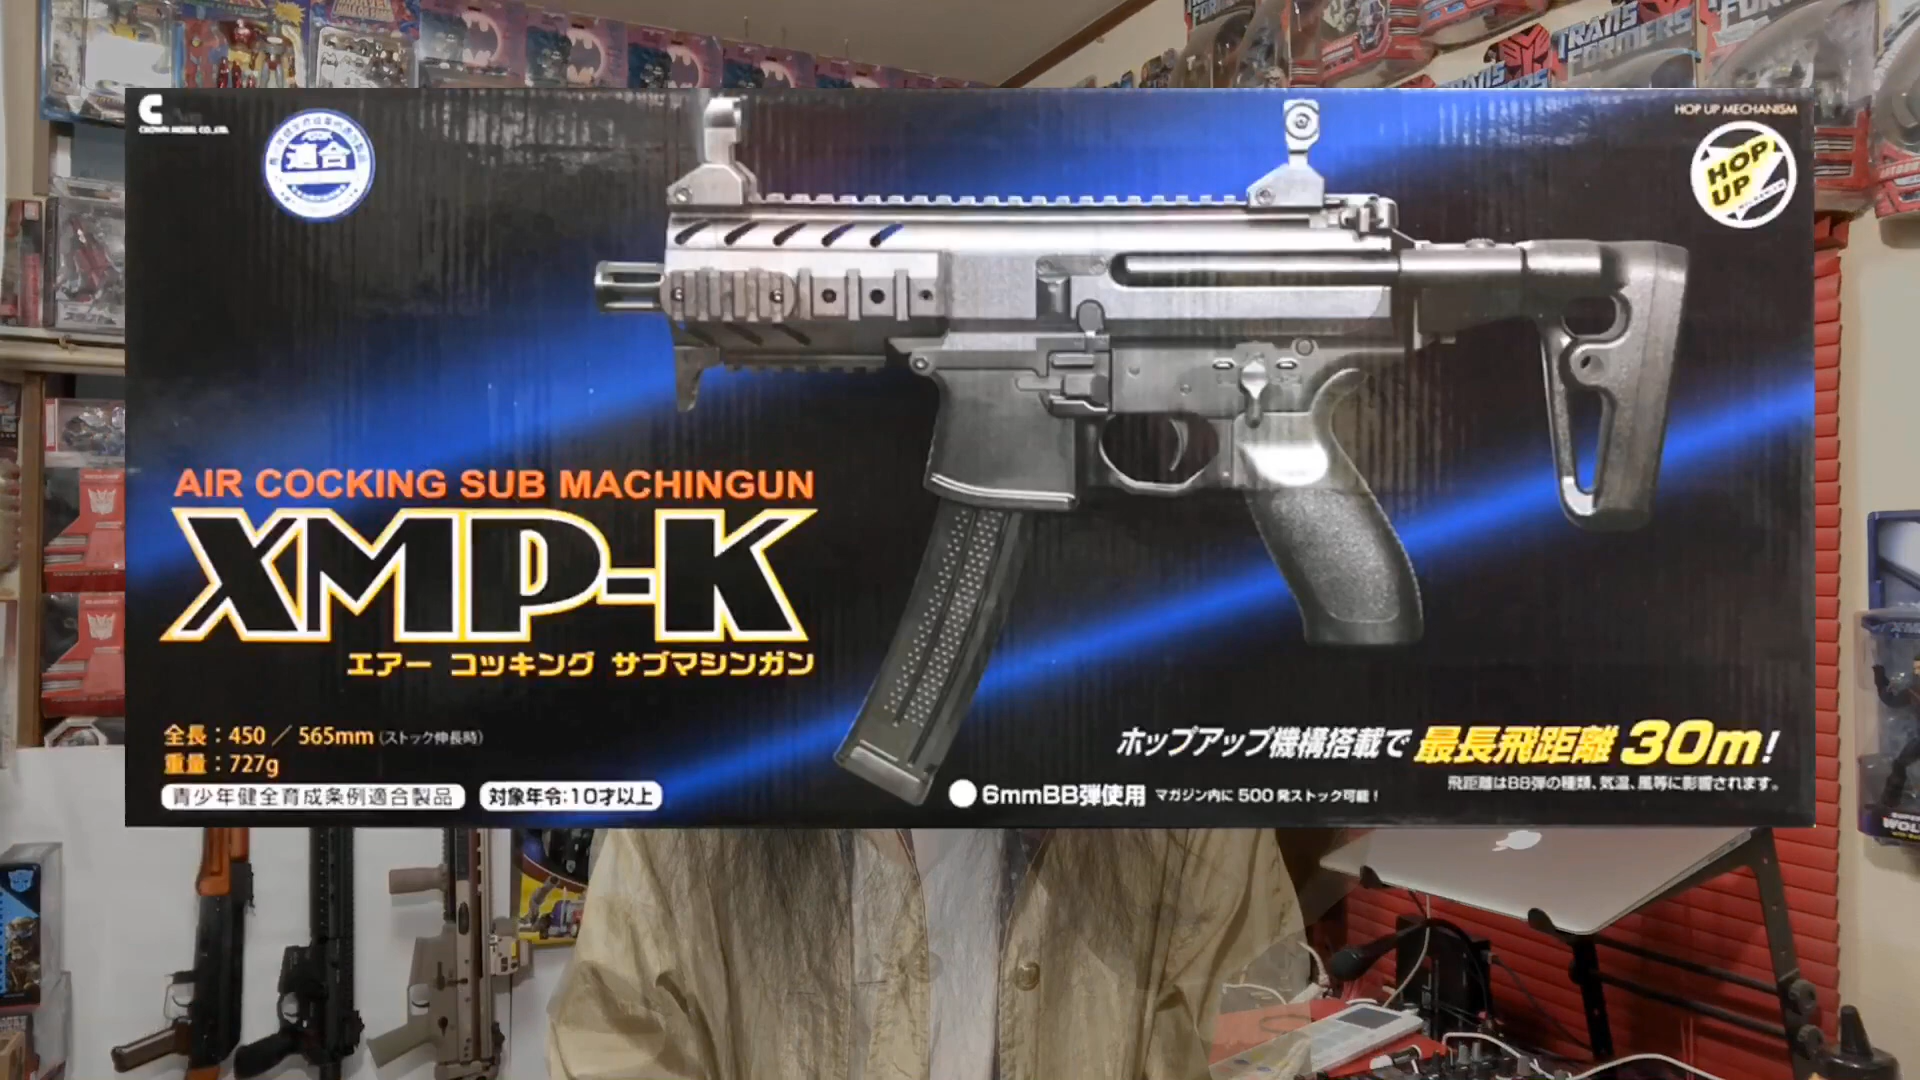 CROWN MODEL CO.,LTD.
適合
HOP UP MECHANISM
HOP
UP
MECHANISM
AIR COCKING SUB MACHINGUN
XMP-K
エアー コッキング サブマシンガン
全長：450 ／ 565mm (ストック伸長時)
重量：727g
青少年健全育成条例適合製品
対象年令：10才以上
ホップアップ機構搭載で 最長飛距離 30m！
飛距離はBB弾の種類、気温、風等に影響されます。
6mmBB弾使用 マガジン内に 500 発ストック可能！
TRANSFORMERS